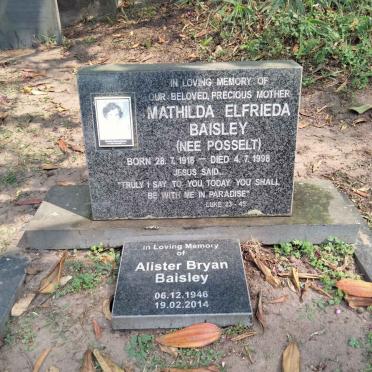 IN LOVING MEMORY OF
OUR BELOVED, PRECIOUS MOTHER
MATHILDA ELFRIEDA
BAISLEY
(NEE POSSELT)
BORN 28.7.1918 — DIED 4.7.1998
JESUS SAID...
"TRULY I SAY TO YOU, TODAY YOU SHALL
BE WITH ME IN PARADISE"
LUKE 23-43
In Loving Memory
of
Alister Bryan
06.12.1946
19.02.2014